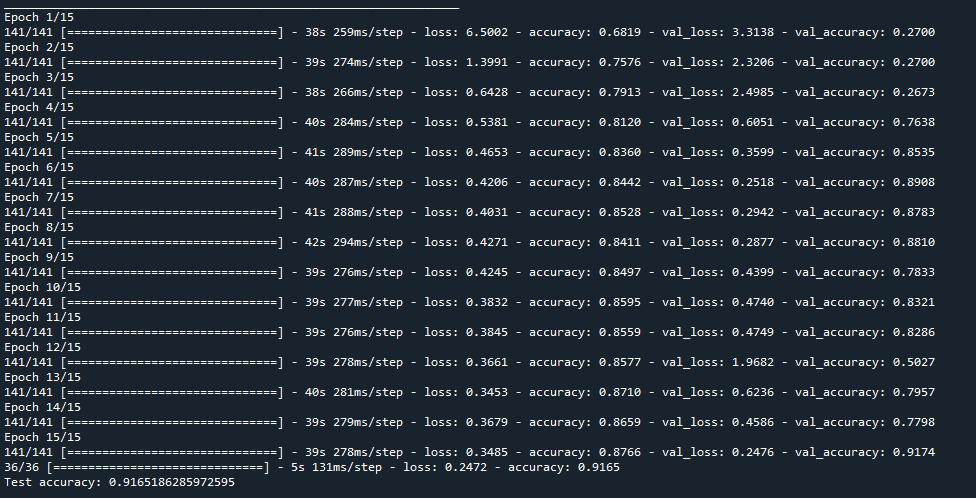 Epoch 1/15
141/141 [==============================] - 38s 259ms/step - loss: 6.5002 - accuracy: 0.6819 - val_loss: 3.3138 - val_accuracy: 0.2700
Epoch 2/15
141/141 [==============================] - 39s 274ms/step - loss: 1.3991 - accuracy: 0.7576 - val_loss: 2.3206 - val_accuracy: 0.2700
Epoch 3/15
141/141 [==============================] - 38s 266ms/step - loss: 0.6428 - accuracy: 0.7913 - val_loss: 2.4985 - val_accuracy: 0.2673
Epoch 4/15
141/141 [==============================] - 40s 284ms/step - loss: 0.5381 - accuracy: 0.8120 - val_loss: 0.6051 - val_accuracy: 0.7638
Epoch 5/15
141/141 [==============================] - 41s 289ms/step - loss: 0.4653 - accuracy: 0.8360 - val_loss: 0.3599 - val_accuracy: 0.8535
Epoch 6/15
141/141 [==============================] - 40s 287ms/step - loss: 0.4206 - accuracy: 0.8442 - val_loss: 0.2518 - val_accuracy: 0.8908
Epoch 7/15
141/141 [==============================] - 41s 288ms/step - loss: 0.4031 - accuracy: 0.8528 - val_loss: 0.2942 - val_accuracy: 0.8783
Epoch 8/15
141/141 [==============================] - 42s 294ms/step - loss: 0.4271 - accuracy: 0.8411 - val_loss: 0.2877 - val_accuracy: 0.8810
Epoch 9/15
141/141 [==============================] - 39s 276ms/step - loss: 0.4245 - accuracy: 0.8497 - val_loss: 0.4399 - val_accuracy: 0.7833
Epoch 10/15
141/141 [==============================] - 39s 277ms/step - loss: 0.3832 - accuracy: 0.8595 - val_loss: 0.4740 - val_accuracy: 0.8321
Epoch 11/15
141/141 [==============================] - 39s 276ms/step - loss: 0.3845 - accuracy: 0.8559 - val_loss: 0.4749 - val_accuracy: 0.8286
Epoch 12/15
141/141 [==============================] - 39s 278ms/step - loss: 0.3661 - accuracy: 0.8577 - val_loss: 1.9682 - val_accuracy: 0.5027
Epoch 13/15
141/141 [==============================] - 40s 281ms/step - loss: 0.3453 - accuracy: 0.8710 - val_loss: 0.6236 - val_accuracy: 0.7957
Epoch 14/15
141/141 [==============================] - 39s 279ms/step - loss: 0.3679 - accuracy: 0.8659 - val_loss: 0.4586 - val_accuracy: 0.7798
Epoch 15/15
141/141 [==============================] - 39s 278ms/step - loss: 0.3485 - accuracy: 0.8766 - val_loss: 0.2476 - val_accuracy: 0.9174
36/36 [==============================] - 5s 131ms/step - loss: 0.2472 - accuracy: 0.9165
Test accuracy: 0.9165186285972595